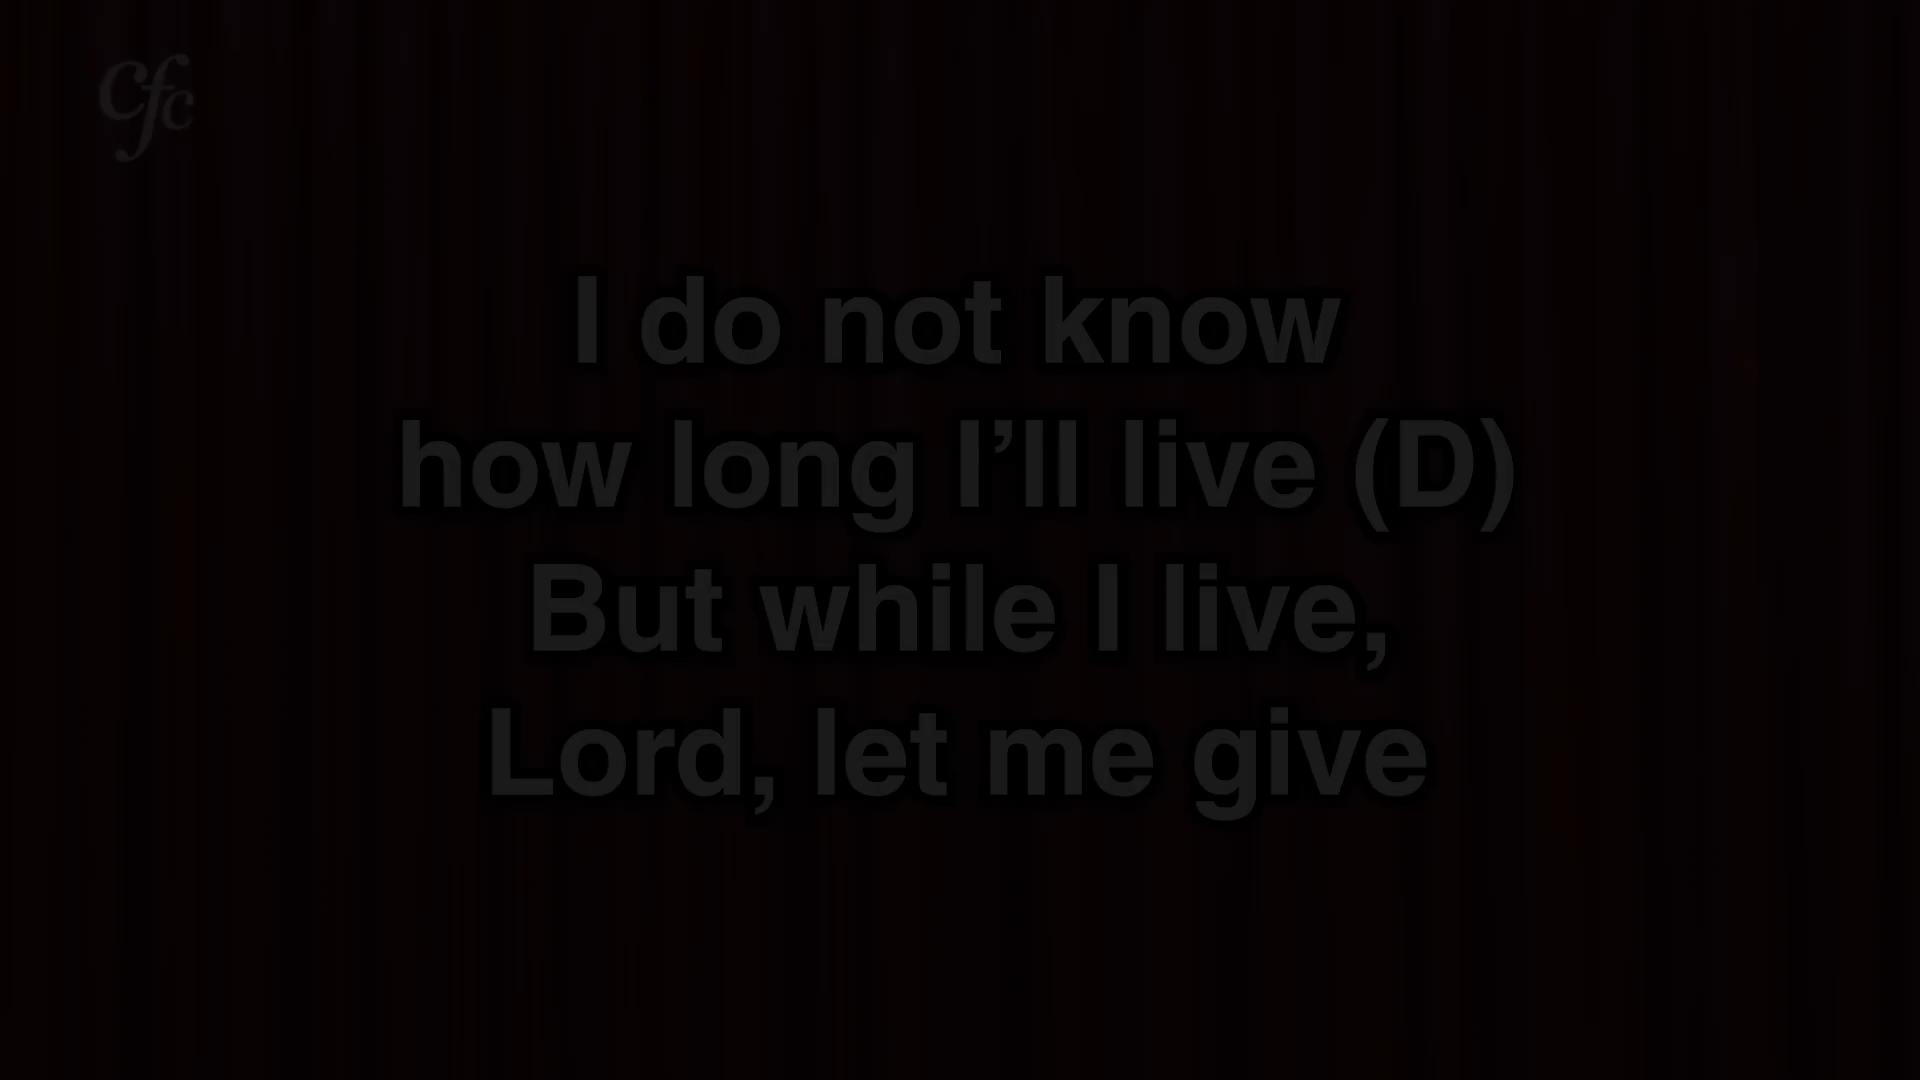 cfc
I do not know
how long I’ll live (D)
But while I live,
Lord, let me give